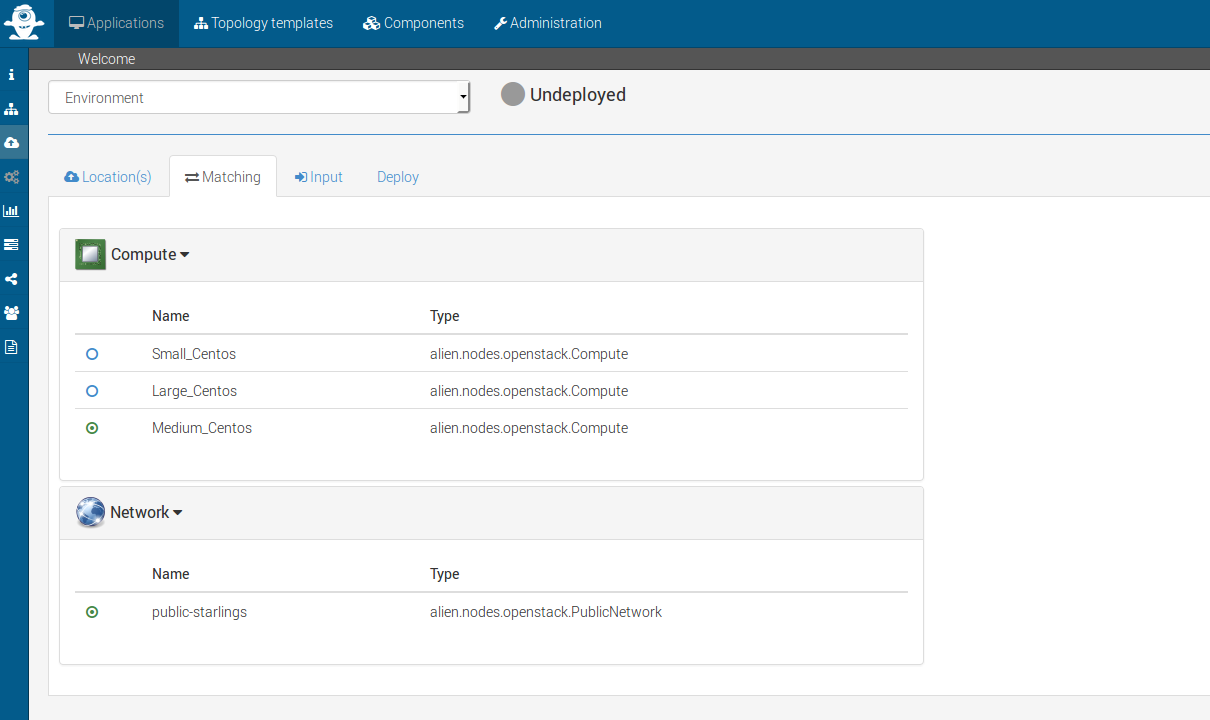 Applications Topology templates Components Administration
Welcome
Environment
Undeployed
Location(s) Matching Input Deploy
Compute
Name Type
Small_Centos alien.nodes.openstack.Compute
Large_Centos alien.nodes.openstack.Compute
Medium_Centos alien.nodes.openstack.Compute
Network
Name Type
public-starlings alien.nodes.openstack.PublicNetwork